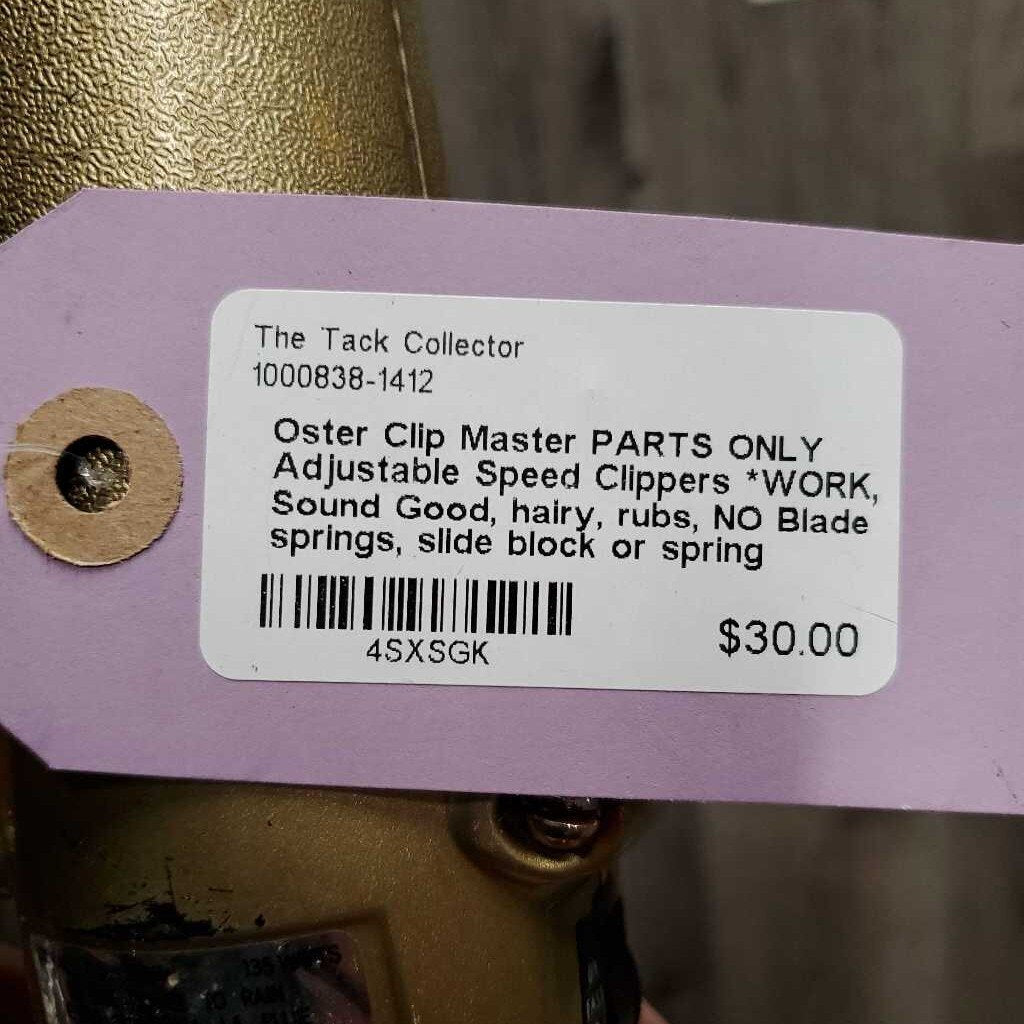 The Tack Collector
1000838-1412
Oster Clip Master PARTS ONLY
Adjustable Speed Clippers *WORK,
Sound Good, hairy, rubs, NO Blade
springs, slide block or spring
4SXSGK
$30.00
135